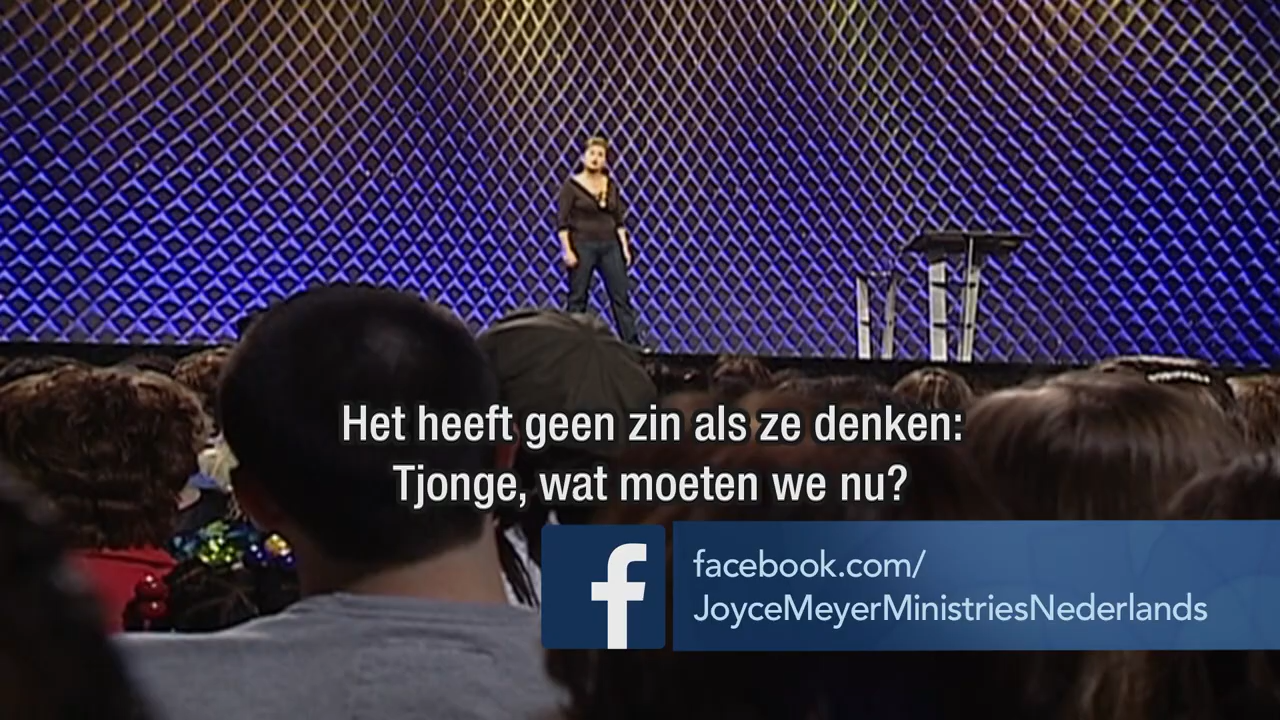 Het heeft geen zin als ze denken:
Tjonge, wat moeten we nu?
facebook.com/
JoyceMeyerMinistriesNederlands